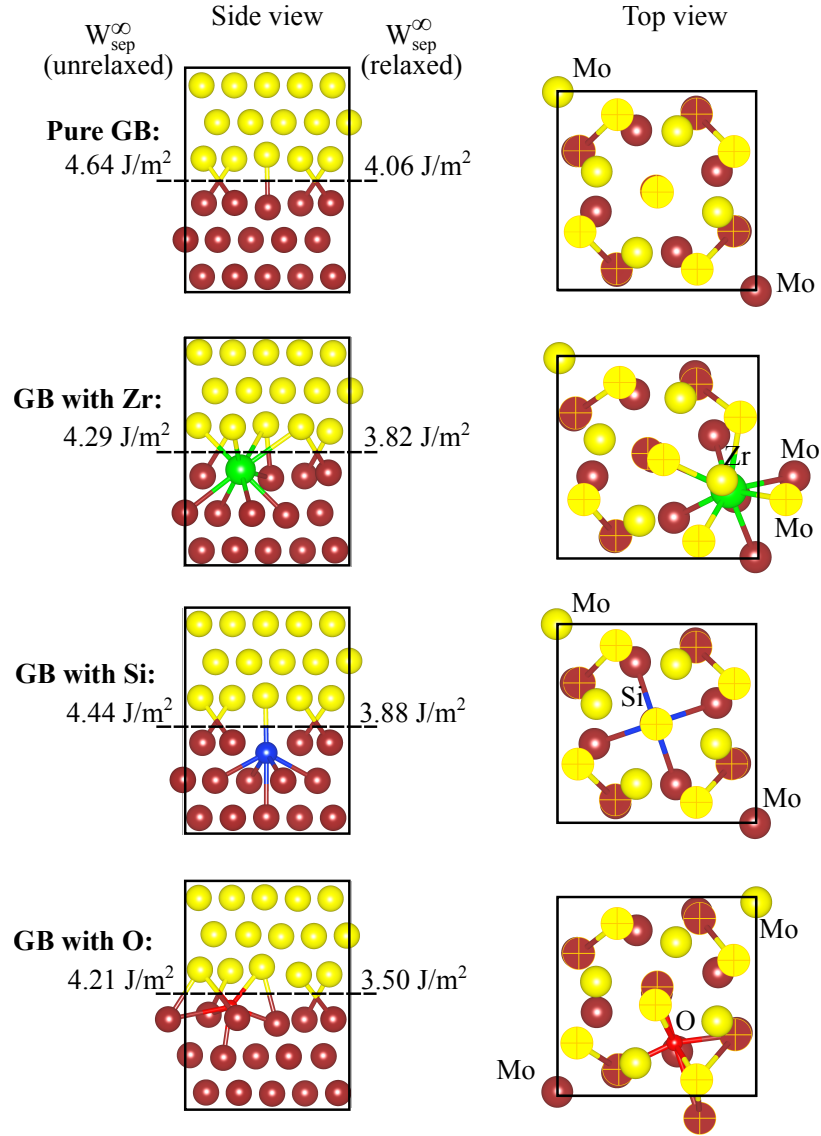 Side view
Top view
W∞sep
(unrelaxed)
W∞sep
(relaxed)
Pure GB:
4.64 J/m²
4.06 J/m²
Mo
Mo
GB with Zr:
4.29 J/m²
3.82 J/m²
Zr
Mo
Mo
GB with Si:
4.44 J/m²
3.88 J/m²
Mo
Si
Mo
GB with O:
4.21 J/m²
3.50 J/m²
Mo
O
Mo